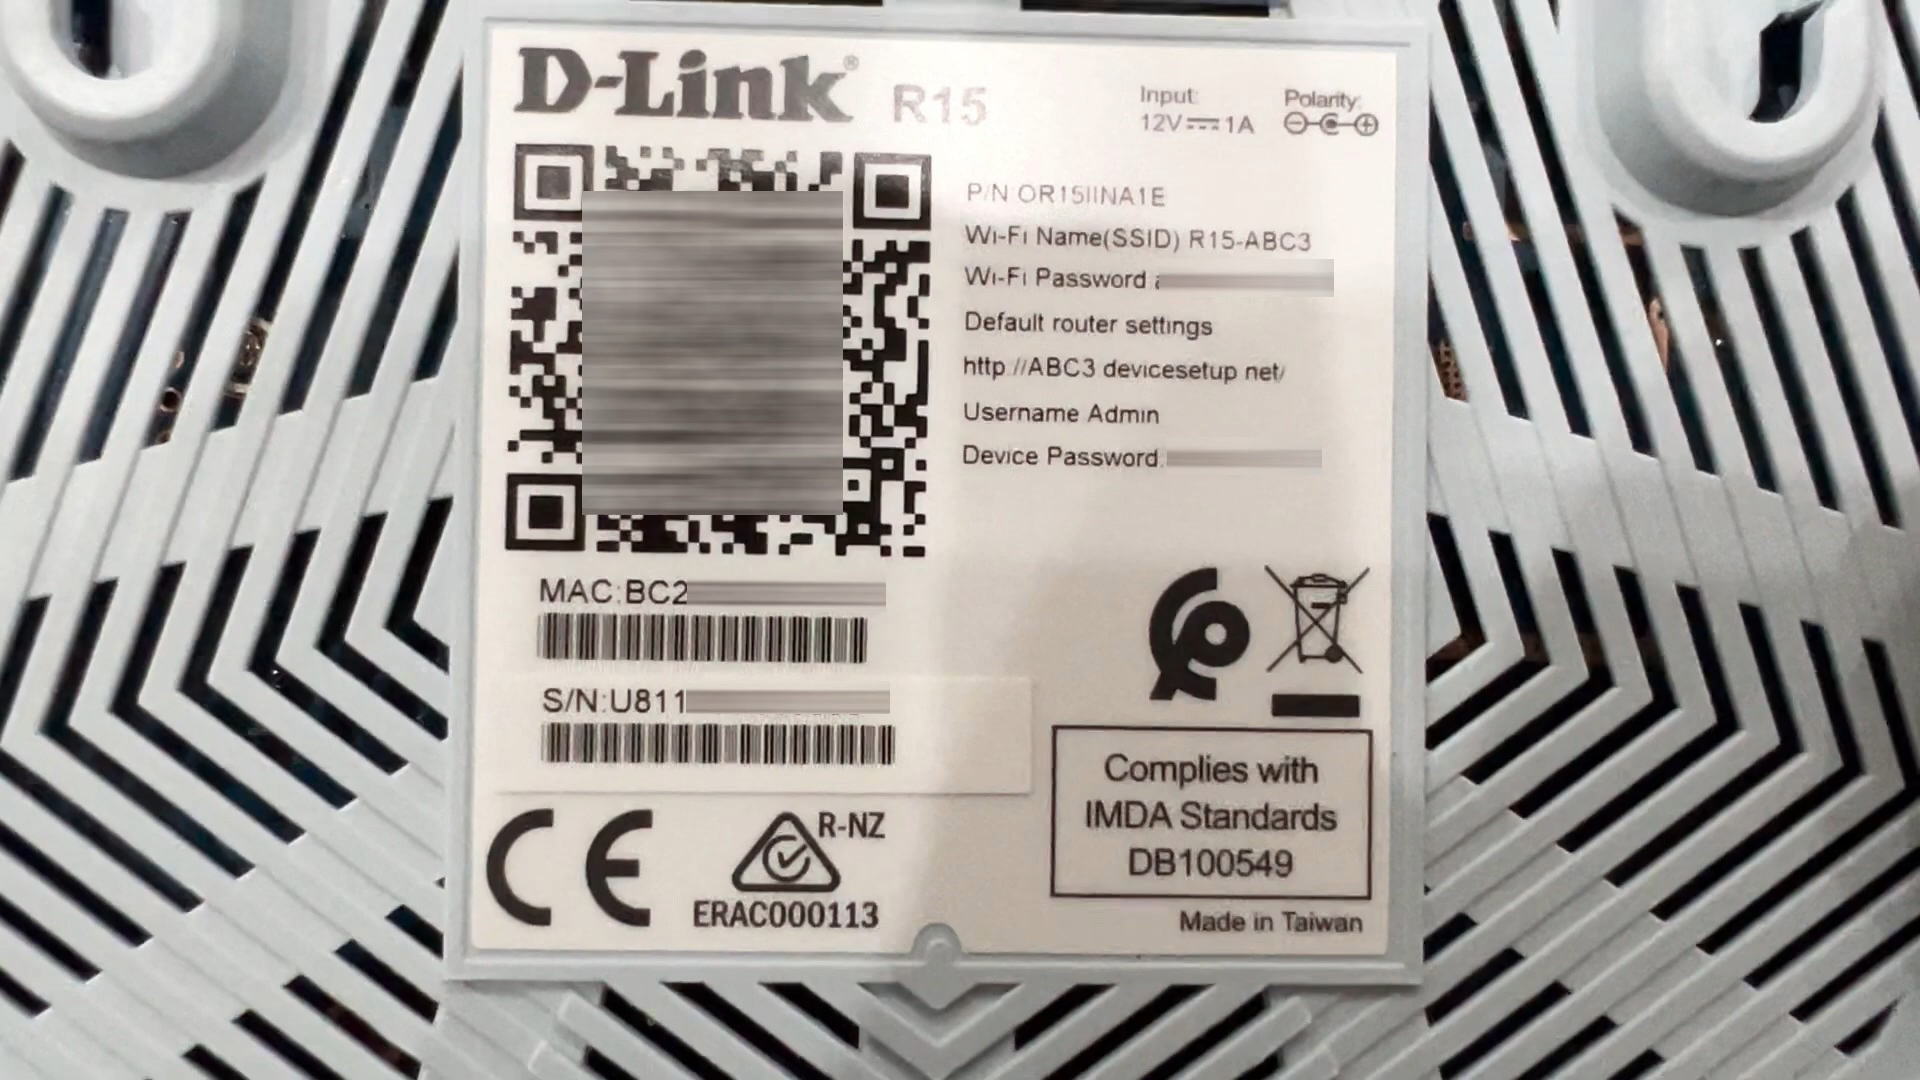 D-Link® R15
Input:
12V⎓1A
Polarity:
P/N:OR15IINA1E
Wi-Fi Name(SSID) R15-ABC3
Wi-Fi Password
Default router settings
http://ABC3 devicesetup net/
Username Admin
Device Password:
MAC:BC2
S/N:U811
CE
R-NZ
ERAC000113
Complies with
IMDA Standards
DB100549
Made in Taiwan